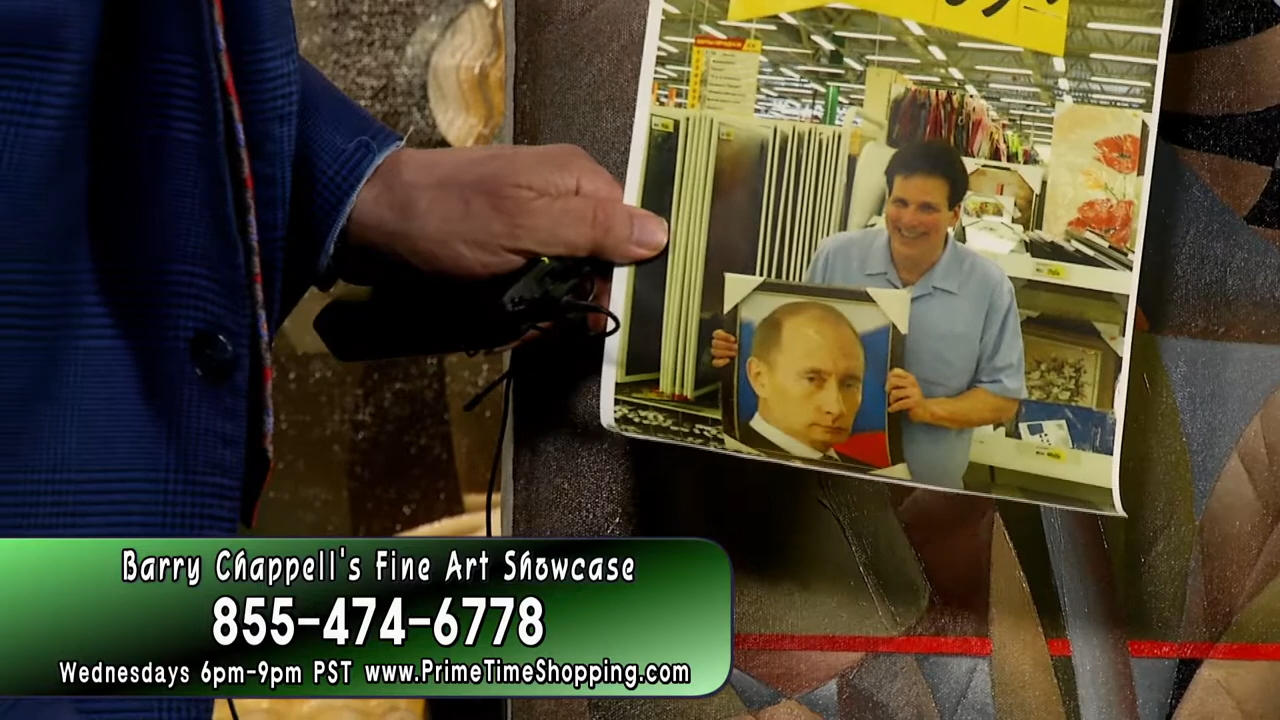 Barry Chappell's Fine Art Showcase
855-474-6778
Wednesdays 6pm-9pm PST www.PrimeTimeShopping.com